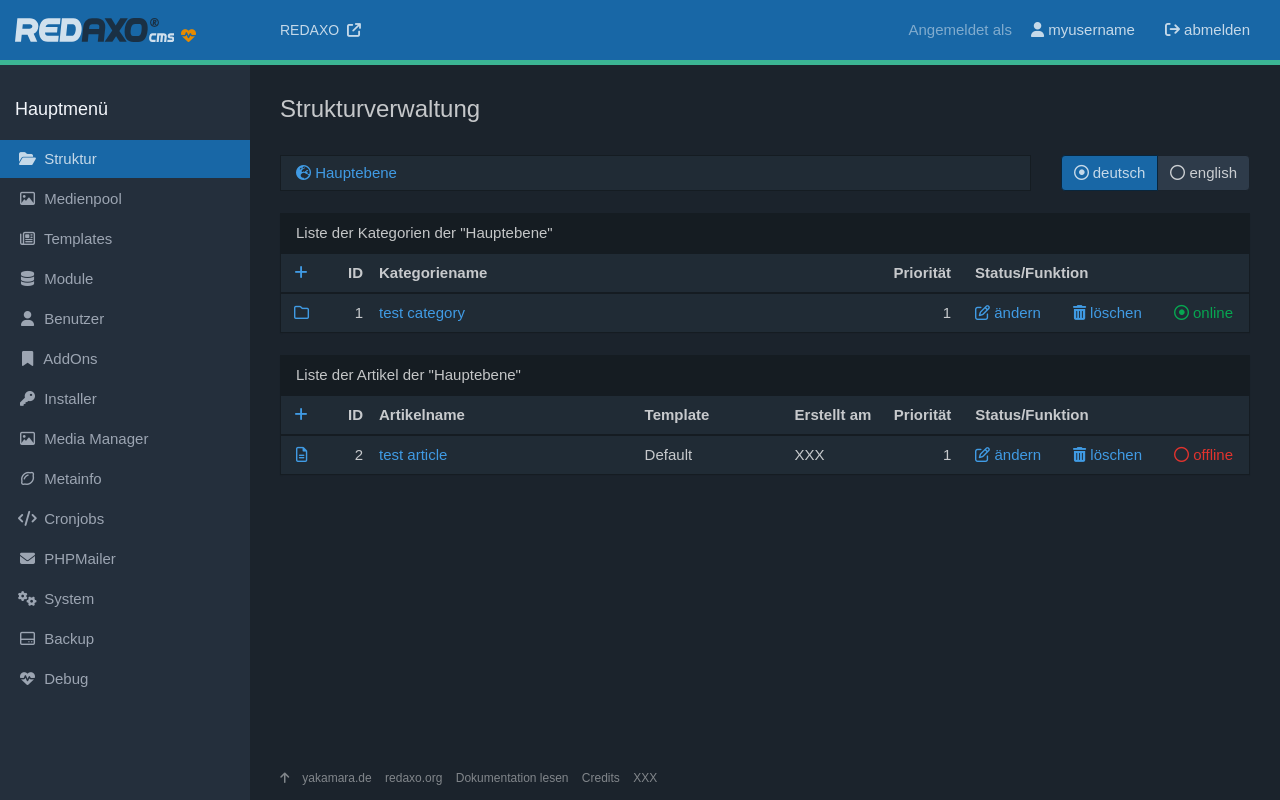 REDAXO® cms
REDAXO
Angemeldet als myusername abmelden
Hauptmenü
Struktur
Medienpool
Templates
Module
Benutzer
AddOns
Installer
Media Manager
Metainfo
Cronjobs
PHPMailer
System
Backup
Debug
Strukturverwaltung
Hauptebene
deutsch english
Liste der Kategorien der "Hauptebene"
ID Kategoriename Priorität Status/Funktion
1 test category 1 ändern löschen online
Liste der Artikel der "Hauptebene"
ID Artikelname Template Erstellt am Priorität Status/Funktion
2 test article Default XXX 1 ändern löschen offline
yakamara.de redaxo.org Dokumentation lesen Credits XXX